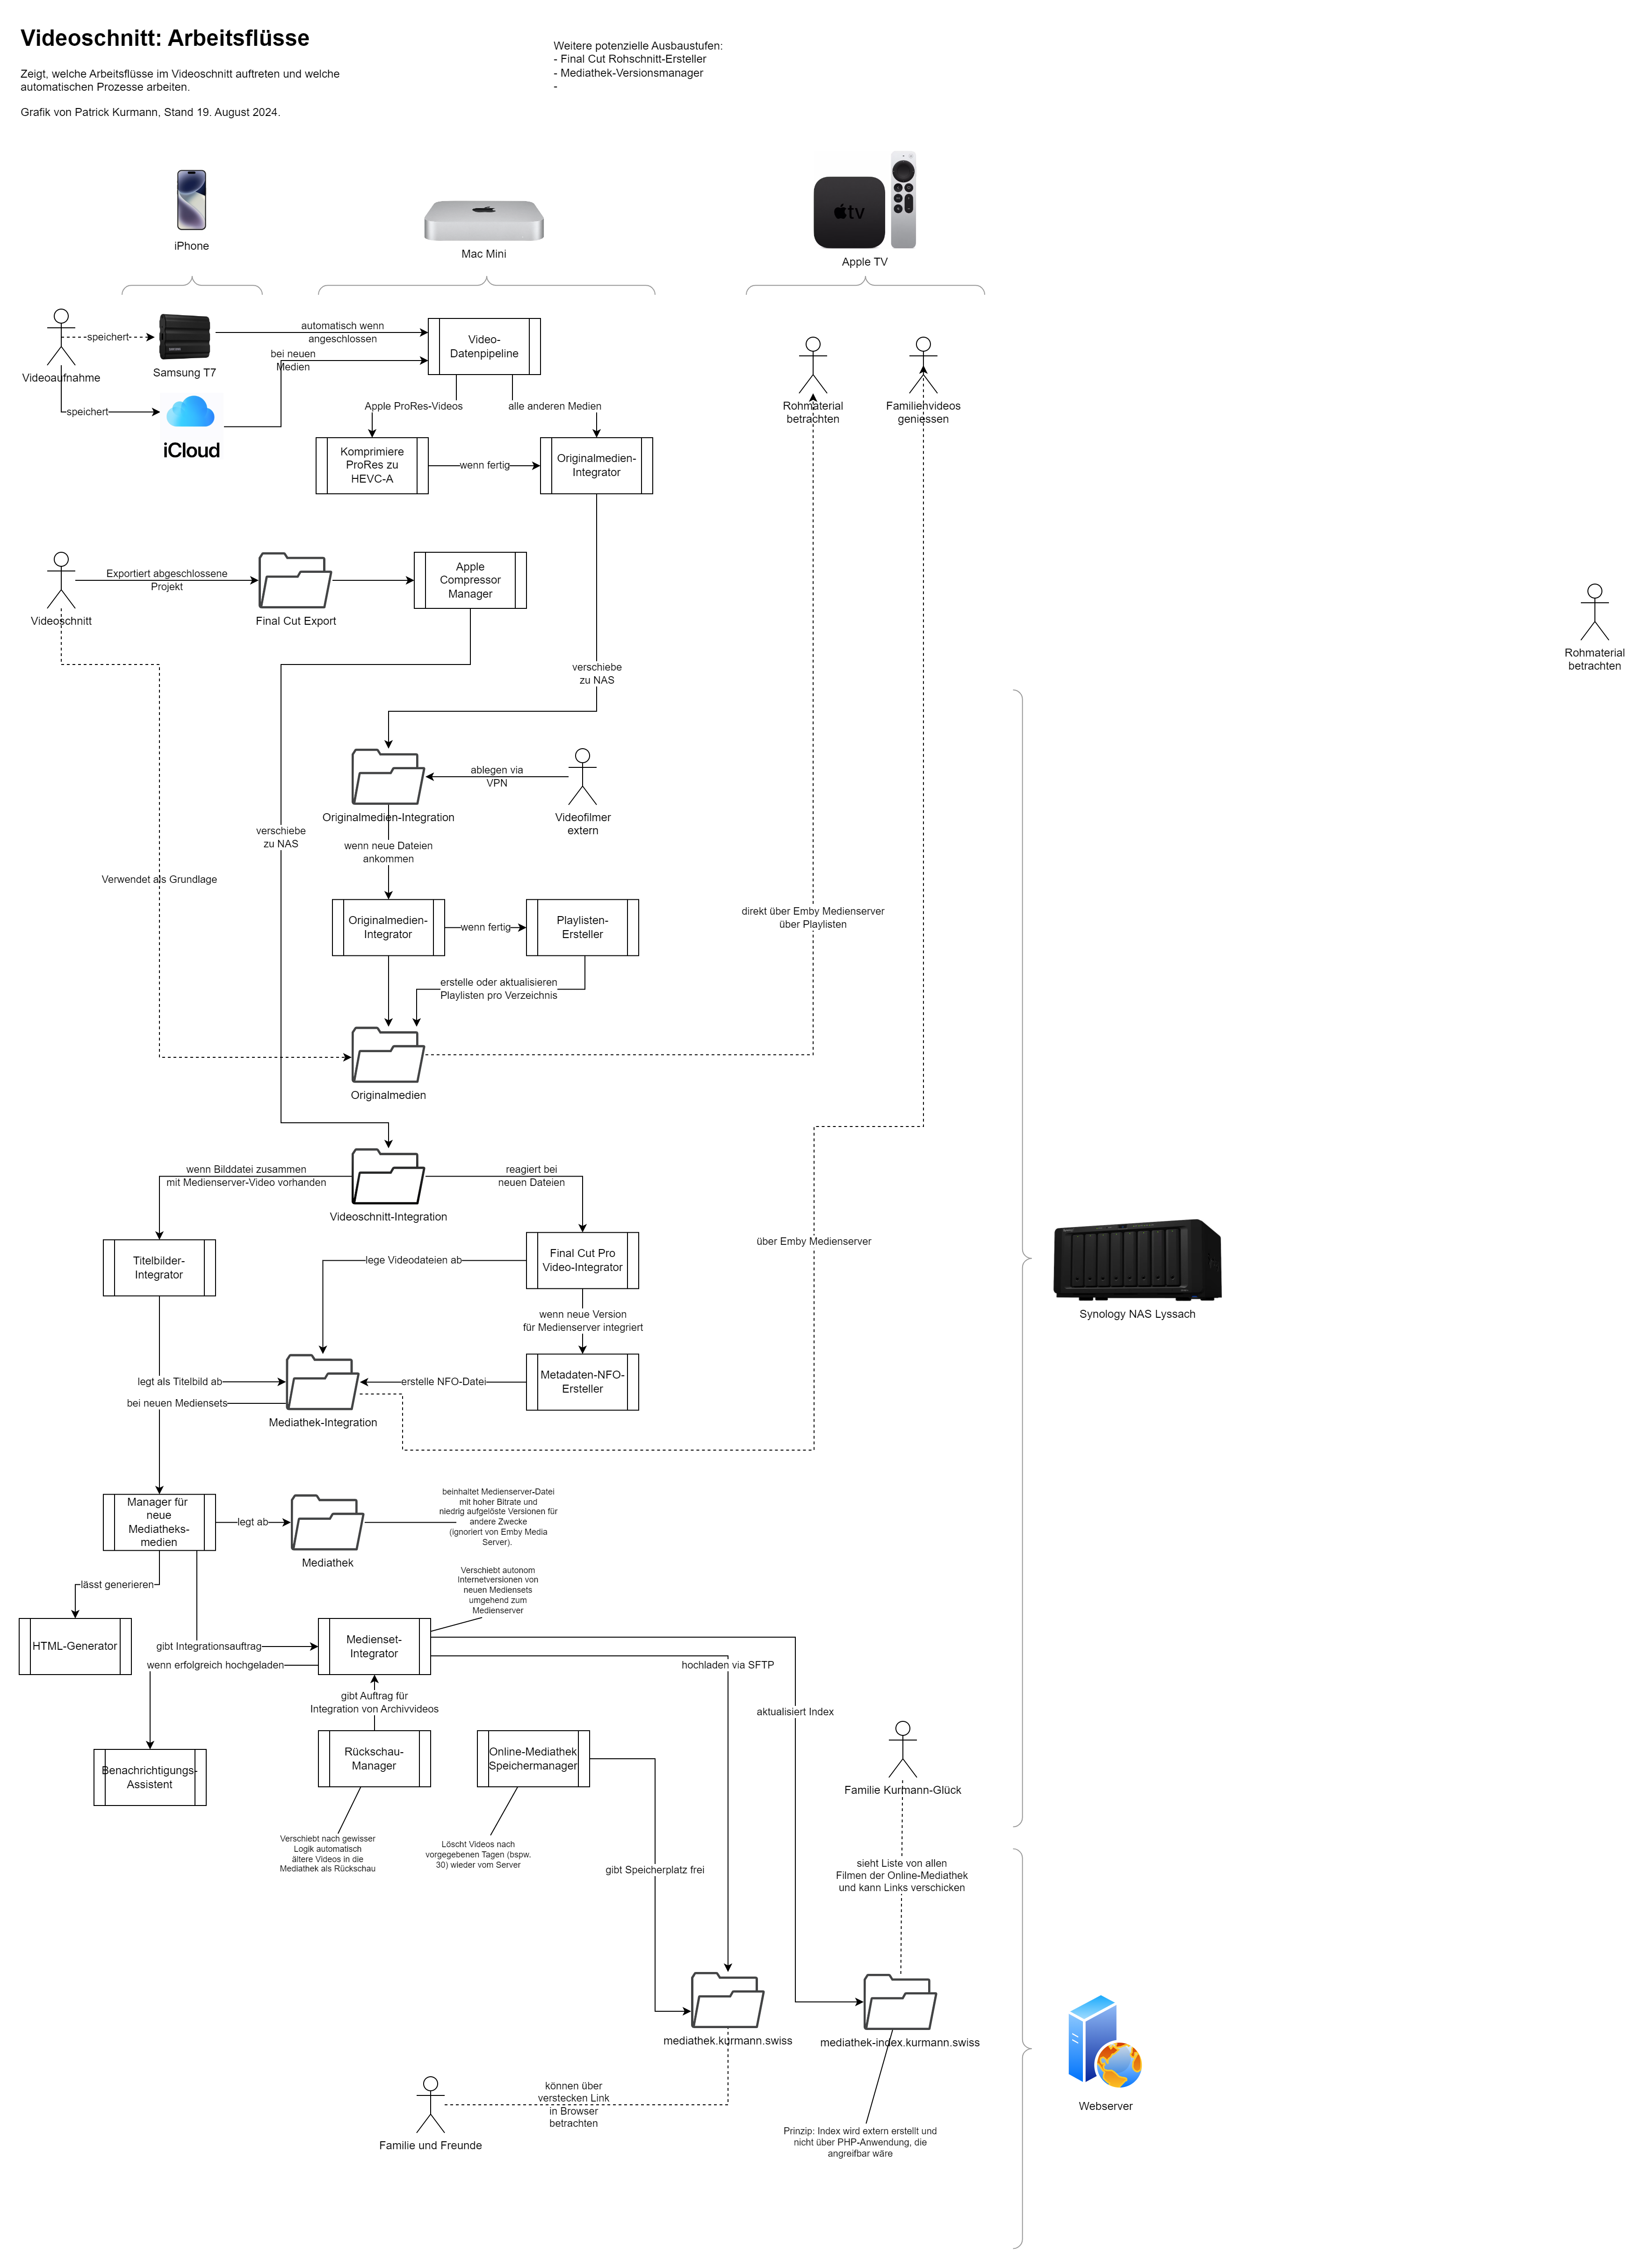 Videoschnitt: Arbeitsflüsse
Zeigt, welche Arbeitsflüsse im Videoschnitt auftreten und welche
automatischen Prozesse arbeiten.
Grafik von Patrick Kurmann, Stand 19. August 2024.
Weitere potenzielle Ausbaustufen:
- Final Cut Rohschnitt-Ersteller
- Mediathek-Versionsmanager
-
iPhone
Mac Mini
tv
Apple TV
speichert
Videoaufnahme
Samsung T7
automatisch wenn
angeschlossen
bei neuen
Medien
Video-
Datenpipeline
speichert
iCloud
Apple ProRes-Videos
alle anderen Medien
Rohmaterial
betrachten
Familienvideos
geniessen
Komprimiere
ProRes zu
HEVC-A
wenn fertig
Originalmedien-
Integrator
Exportiert abgeschlossene
Projekt
Videoschnitt
Final Cut Export
Apple
Compressor
Manager
Rohmaterial
betrachten
verschiebe
zu NAS
ablegen via
VPN
Originalmedien-Integration
Videofilmer
extern
verschiebe
zu NAS
wenn neue Dateien
ankommen
Verwendet als Grundlage
Originalmedien-
Integrator
wenn fertig
Playlisten-
Ersteller
direkt über Emby Medienserver
über Playlisten
erstelle oder aktualisieren
Playlisten pro Verzeichnis
Originalmedien
wenn Bilddatei zusammen
mit Medienserver-Video vorhanden
reagiert bei
neuen Dateien
Videoschnitt-Integration
über Emby Medienserver
Titelbilder-
Integrator
lege Videodateien ab
Final Cut Pro
Video-Integrator
Synology NAS Lyssach
wenn neue Version
für Medienserver integriert
legt als Titelbild ab
erstelle NFO-Datei
Metadaten-NFO-
Ersteller
bei neuen Mediensets
Mediathek-Integration
Manager für
neue
Mediatheks-
medien
legt ab
Mediathek
beinhaltet Medienserver-Datei
mit hoher Bitrate und
niedrig aufgelöste Versionen für
andere Zwecke
(ignoriert von Emby Media
Server).
lässt generieren
Verschiebt autonom
Internetversionen von
neuen Mediensets
umgehend zum
Medienserver
HTML-Generator
gibt Integrationsauftrag
wenn erfolgreich hochgeladen
Medienset-
Integrator
hochladen via SFTP
gibt Auftrag für
Integration von Archivvideos
aktualisiert Index
Benachrichtigungs-
Assistent
Rückschau-
Manager
Online-Mediathek
Speichermanager
Familie Kurmann-Glück
Verschiebt nach gewisser
Logik automatisch
ältere Videos in die
Mediathek als Rückschau
Löscht Videos nach
vorgegebenen Tagen (bspw.
30) wieder vom Server
gibt Speicherplatz frei
sieht Liste von allen
Filmen der Online-Mediathek
und kann Links verschicken
mediathek.kurmann.swiss
mediathek-index.kurmann.swiss
können über
verstecken Link
in Browser
betrachten
Familie und Freunde
Webserver
Prinzip: Index wird extern erstellt und
nicht über PHP-Anwendung, die
angreifbar wäre